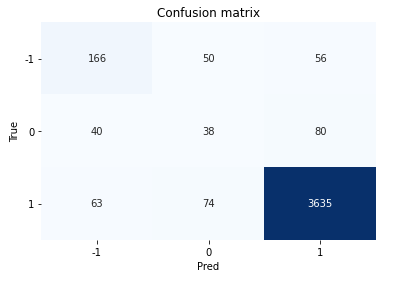 Confusion matrix
True
-1 166 50 56
0 40 38 80
1 63 74 3635
-1 0 1
Pred